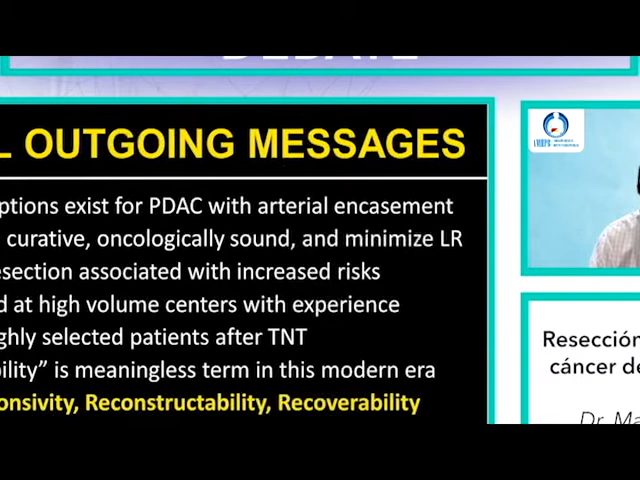 DEBATE
L OUTGOING MESSAGES
ptions exist for PDAC with arterial encasement
curative, oncologically sound, and minimize LR
esection associated with increased risks
d at high volume centers with experience
ghly selected patients after TNT
bility” is meaningless term in this modern era
onsivity, Reconstructability, Recoverability
Resección
cáncer de
Dr. Ma